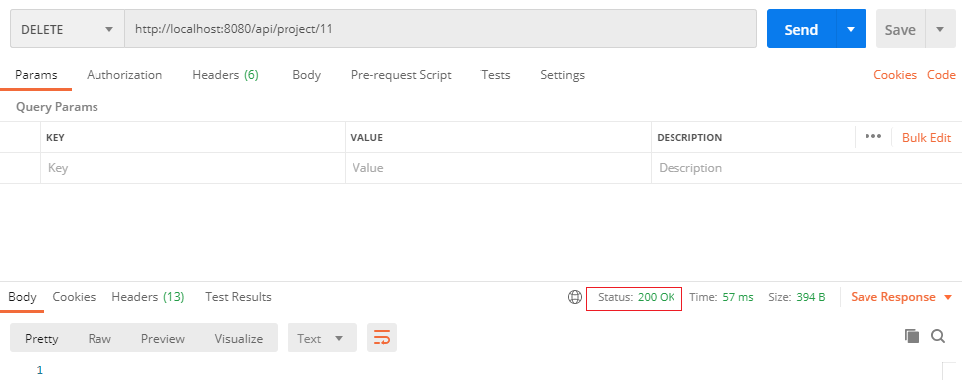 DELETE http://localhost:8080/api/project/11 Send Save
Params Authorization Headers (6) Body Pre-request Script Tests Settings Cookies Code
Query Params
KEY VALUE DESCRIPTION ••• Bulk Edit
Key Value Description
Body Cookies Headers (13) Test Results Status: 200 OK Time: 57 ms Size: 394 B Save Response
Pretty Raw Preview Visualize Text
1